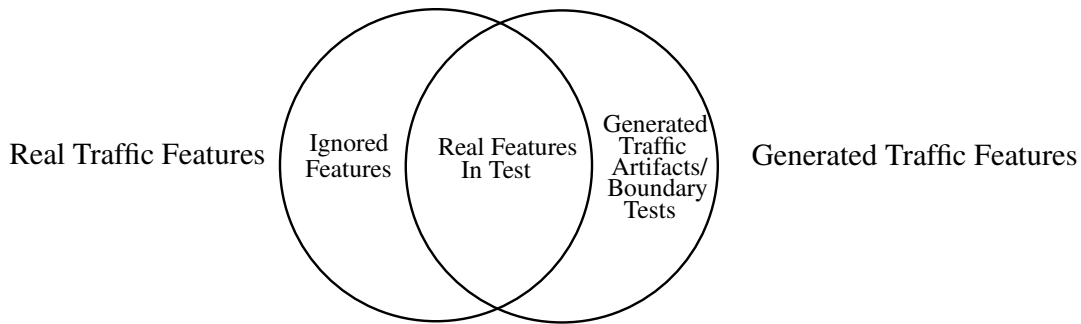 Real Traffic Features
Ignored
Features
Real Features
In Test
Generated
Traffic
Artifacts/
Boundary
Tests
Generated Traffic Features